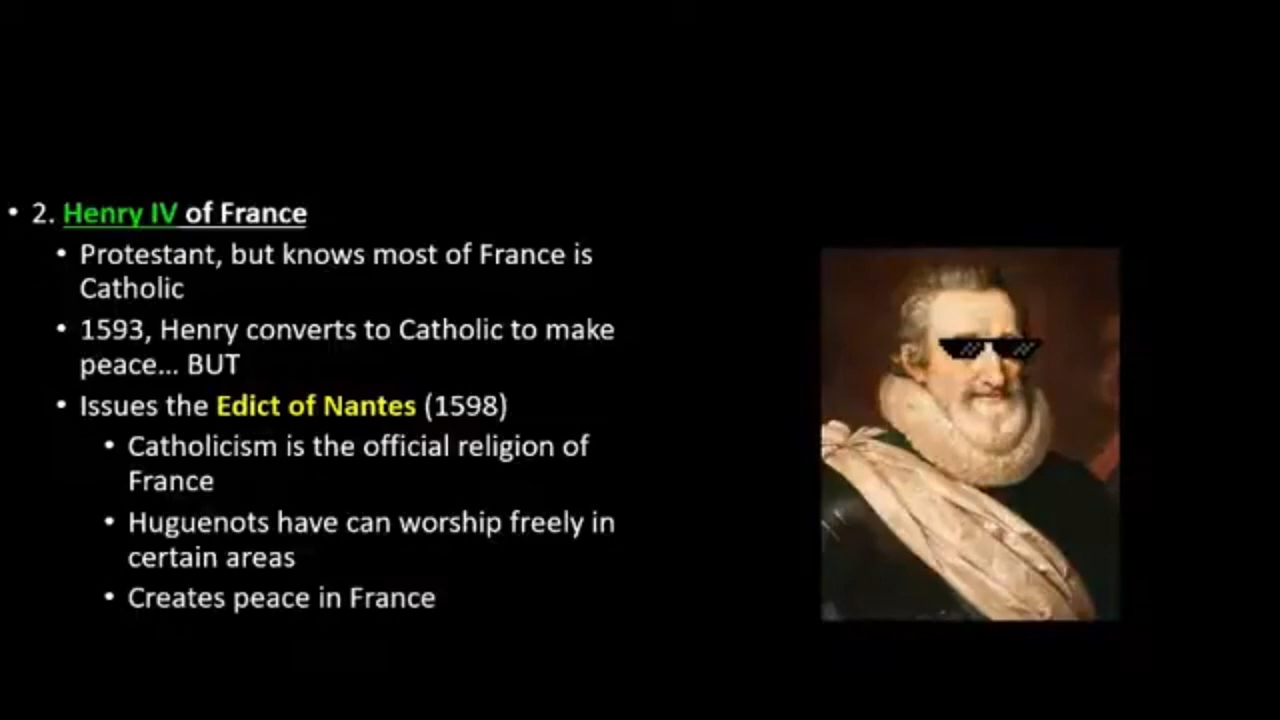 • 2. Henry IV of France
• Protestant, but knows most of France is
Catholic
• 1593, Henry converts to Catholic to make
peace... BUT
• Issues the Edict of Nantes (1598)
• Catholicism is the official religion of
France
• Huguenots have can worship freely in
certain areas
• Creates peace in France